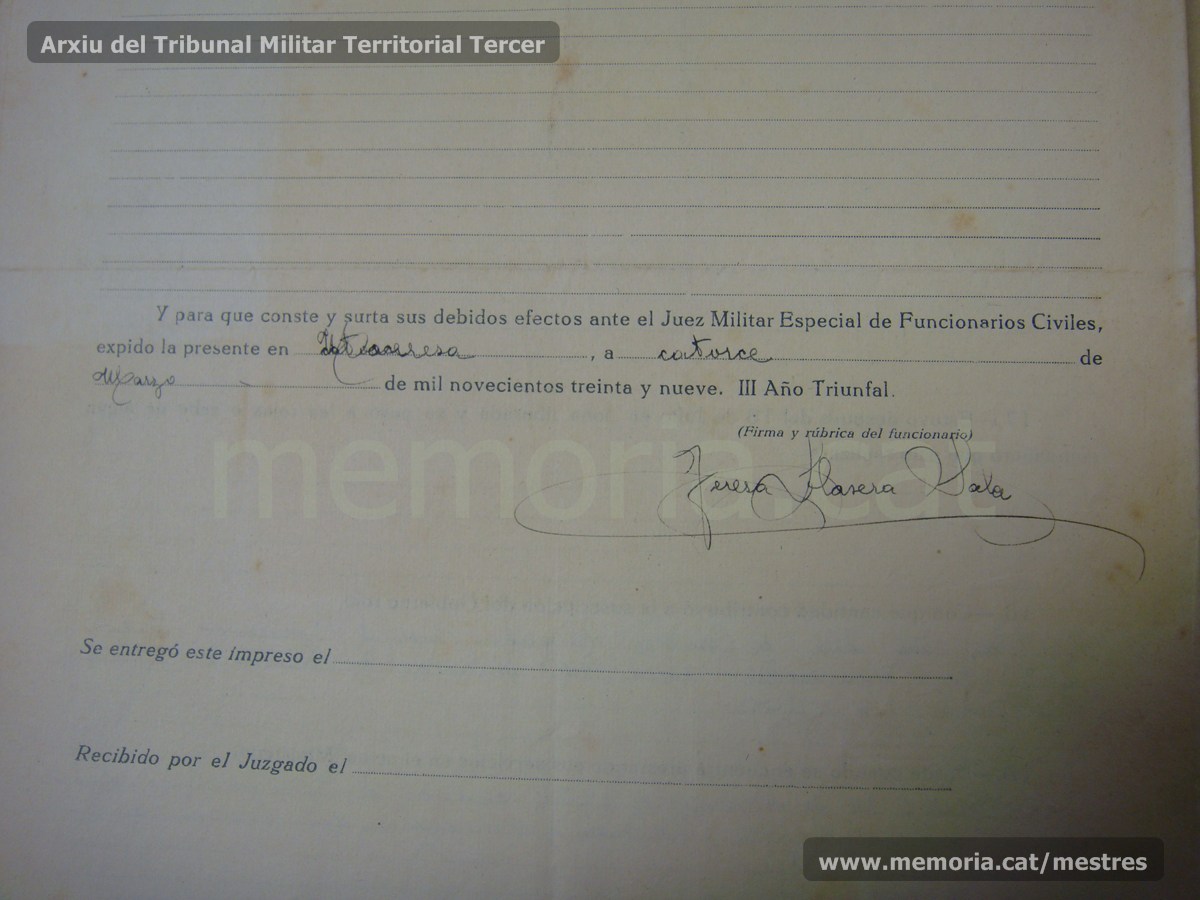 Arxiu del Tribunal Militar Territorial Tercer
Y para que conste y surta sus debidos efectos ante el Juez Militar Especial de Funcionarios Civiles,
expido la presente en Manresa, a catorce de
Marzo de mil novecientos treinta y nueve. III Año Triunfal.
(Firma y rúbrica del funcionario)
memoria.cat
Teresa Llasera Sala
Se entregó este impreso el
Recibido por el Juzgado el
www.memoria.cat/mestres